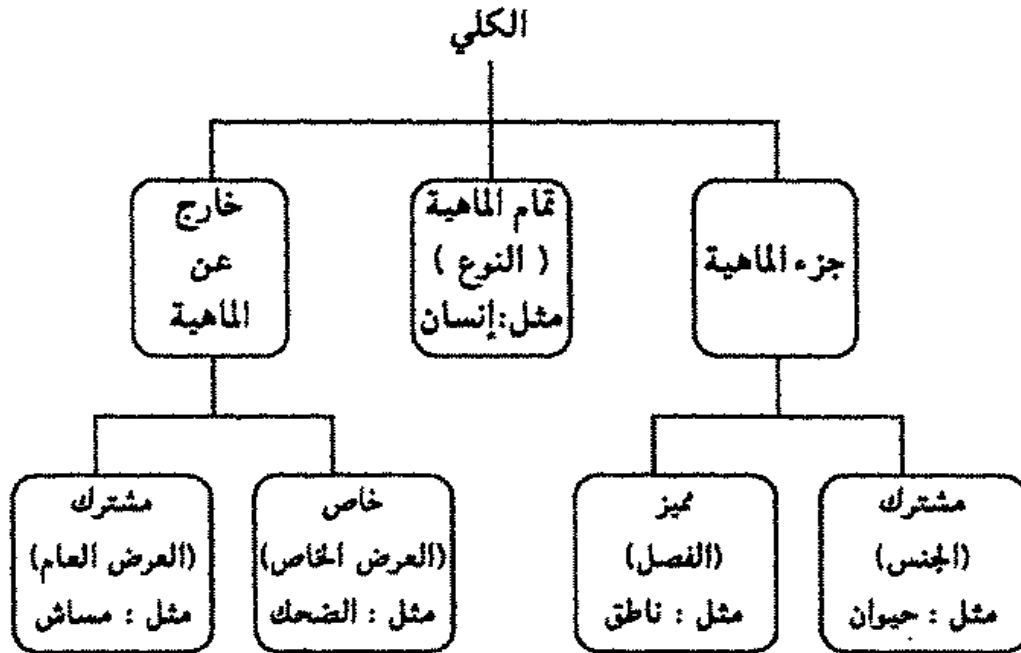 الكلي
جزء الماهية
تمام الماهية
( النوع )
مثل:إنسان
خارج
عن
الماهية
مشترك
(الجنس)
مثل : حيوان
مميز
(الفصل)
مثل : ناطق
خاص
(العرض الخاص)
مثل : الضحك
مشترك
(العرض العام)
مثل : مساش